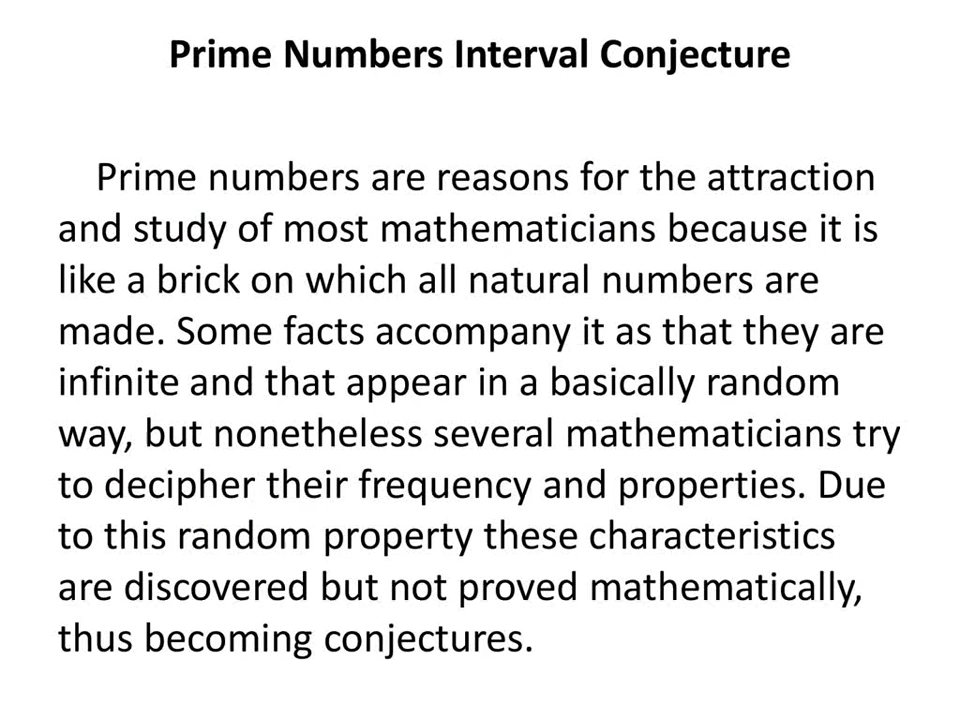 Prime Numbers Interval Conjecture
Prime numbers are reasons for the attraction
and study of most mathematicians because it is
like a brick on which all natural numbers are
made. Some facts accompany it as that they are
infinite and that appear in a basically random
way, but nonetheless several mathematicians try
to decipher their frequency and properties. Due
to this random property these characteristics
are discovered but not proved mathematically,
thus becoming conjectures.